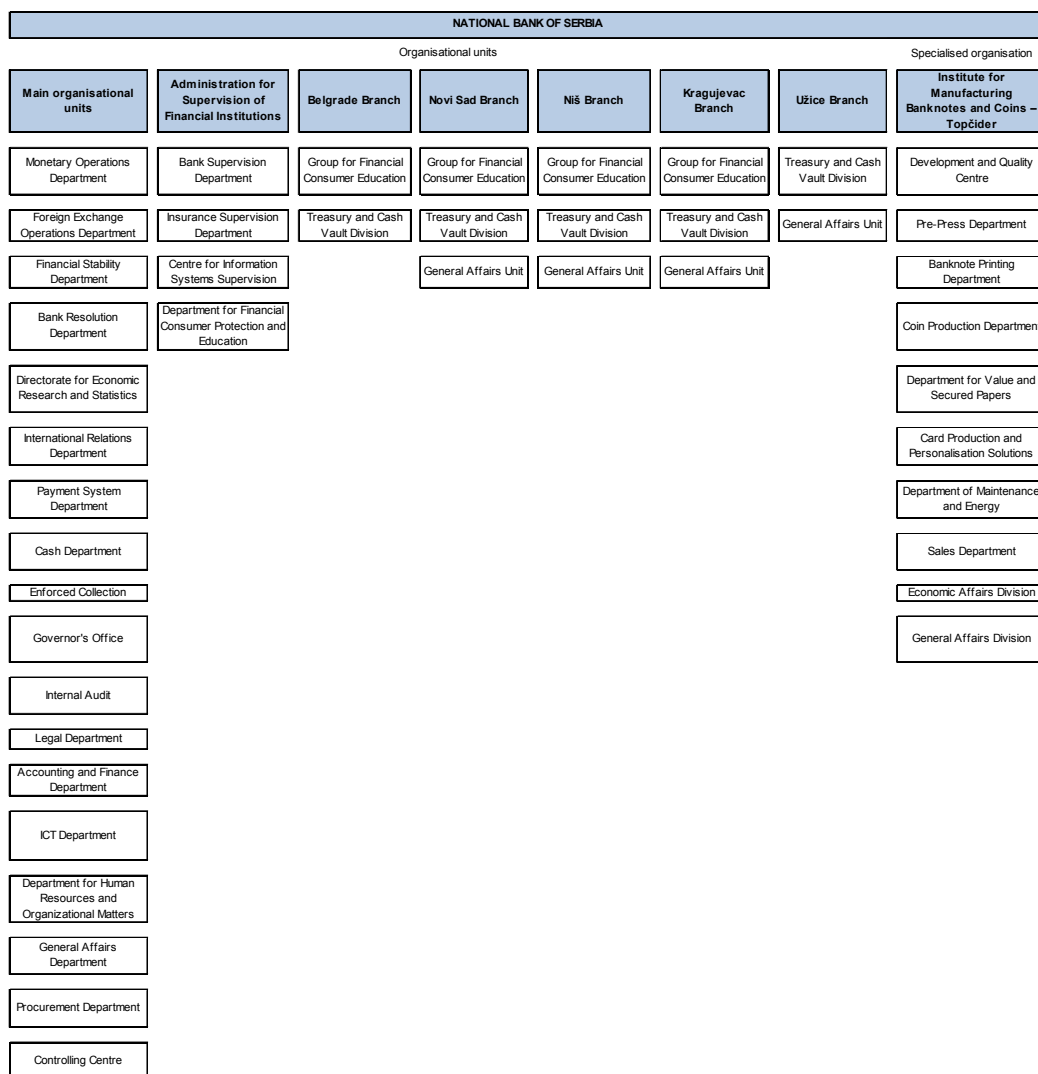 NATIONAL BANK OF SERBIA
Organisational units
Specialised organisation
Main organisational
units
Administration for
Supervision of
Financial Institutions
Belgrade Branch
Novi Sad Branch
Niš Branch
Kragujevac
Branch
Užice Branch
Institute for
Manufacturing
Banknotes and Coins –
Topčider
Monetary Operations
Department
Bank Supervision
Department
Group for Financial
Consumer Education
Group for Financial
Consumer Education
Group for Financial
Consumer Education
Group for Financial
Consumer Education
Treasury and Cash
Vault Division
Development and Quality
Centre
Foreign Exchange
Operations Department
Insurance Supervision
Department
Treasury and Cash
Vault Division
Treasury and Cash
Vault Division
Treasury and Cash
Vault Division
Treasury and Cash
Vault Division
General Affairs Unit
Pre-Press Department
Financial Stability
Department
Centre for Information
Systems Supervision
General Affairs Unit
General Affairs Unit
General Affairs Unit
Banknote Printing
Department
Bank Resolution
Department
Department for Financial
Consumer Protection and
Education
Coin Production Department
Directorate for Economic
Research and Statistics
Department for Value and
Secured Papers
International Relations
Department
Card Production and
Personalisation Solutions
Payment System
Department
Department of Maintenance
and Energy
Cash Department
Sales Department
Enforced Collection
Economic Affairs Division
Governor's Office
General Affairs Division
Internal Audit
Legal Department
Accounting and Finance
Department
ICT Department
Department for Human
Resources and
Organizational Matters
General Affairs
Department
Procurement Department
Controlling Centre